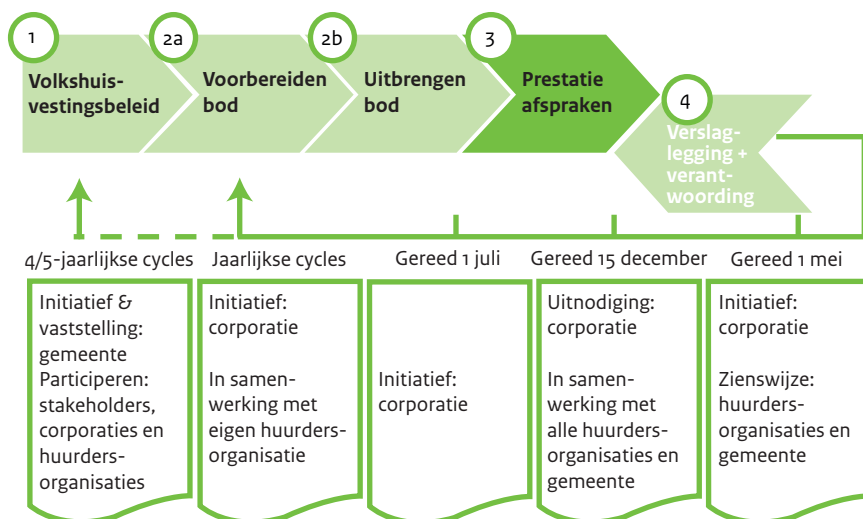 1
Volkshuis-
vestingsbeleid
2a
Voorbereiden
bod
2b
Uitbrengen
bod
3
Prestatie
afspraken
4
Verslag-
legging +
verant-
woording
4/5-jaarlijkse cycles
Initiatief &
vaststelling:
gemeente
Participeren:
stakeholders,
corporaties en
huurders-
organisaties
Jaarlijkse cycles
Initiatief:
corporatie
In samen-
werking met
eigen huurders-
organisatie
Gereed 1 juli
Initiatief:
corporatie
Gereed 15 december
Uitnodiging:
corporatie
In samen-
werking met
alle huurders-
organisaties en
gemeente
Gereed 1 mei
Initiatief:
corporatie
Zienswijze:
huurders-
organisaties en
gemeente